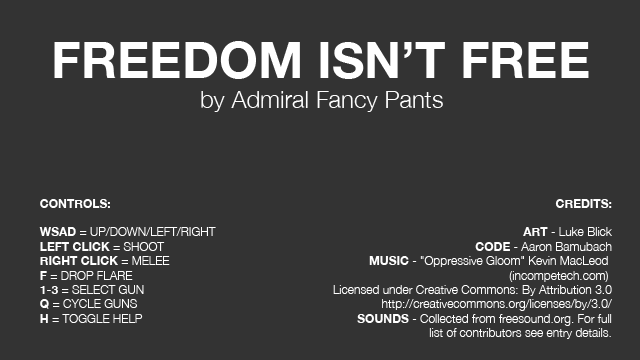 FREEDOM ISN'T FREE
by Admiral Fancy Pants
CONTROLS:
WSAD = UP/DOWN/LEFT/RIGHT
LEFT CLICK = SHOOT
RIGHT CLICK = MELEE
F = DROP FLARE
1-3 = SELECT GUN
Q = CYCLE GUNS
H = TOGGLE HELP
CREDITS:
ART - Luke Blick
CODE - Aaron Bamubach
MUSIC - "Oppressive Gloom" Kevin MacLeod
(incompetech.com)
Licensed under Creative Commons: By Attribution 3.0
http://creativecommons.org/licenses/by/3.0/
SOUNDS - Collected from freesound.org. For full
list of contributors see entry details.